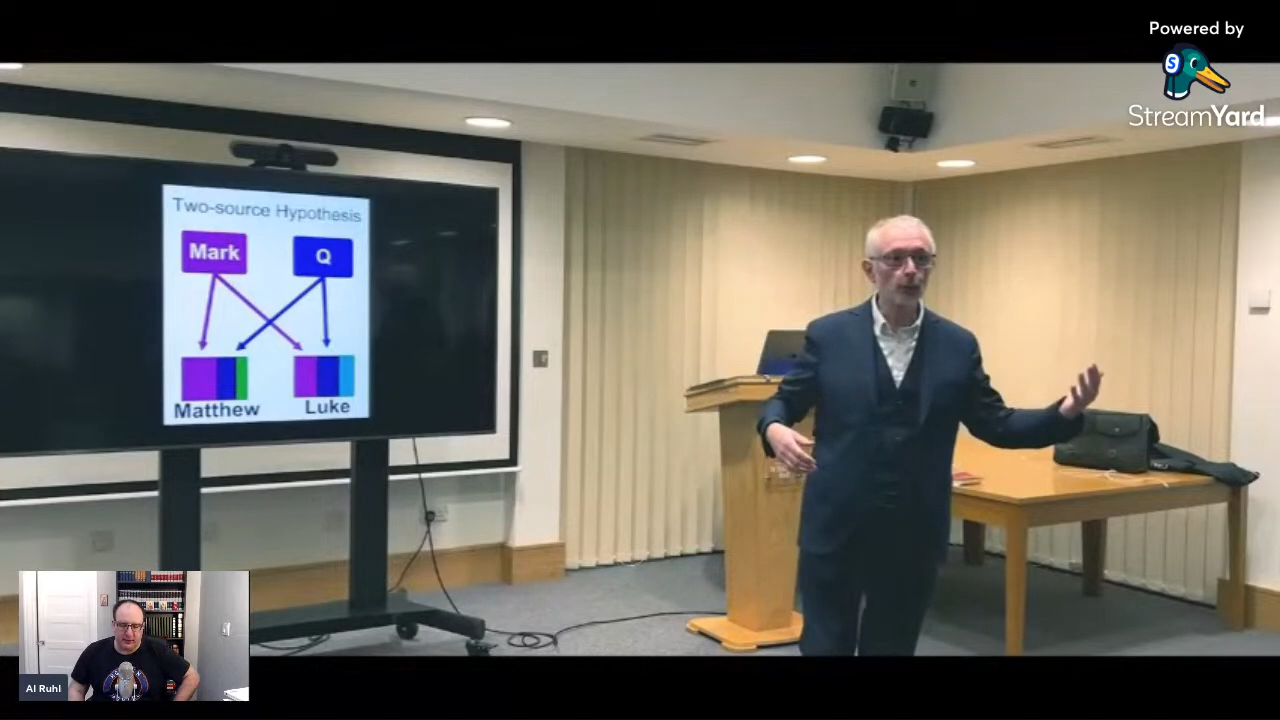 Powered by
StreamYard
Two-source Hypothesis
Mark
Q
Matthew
Luke
Al Ruhl